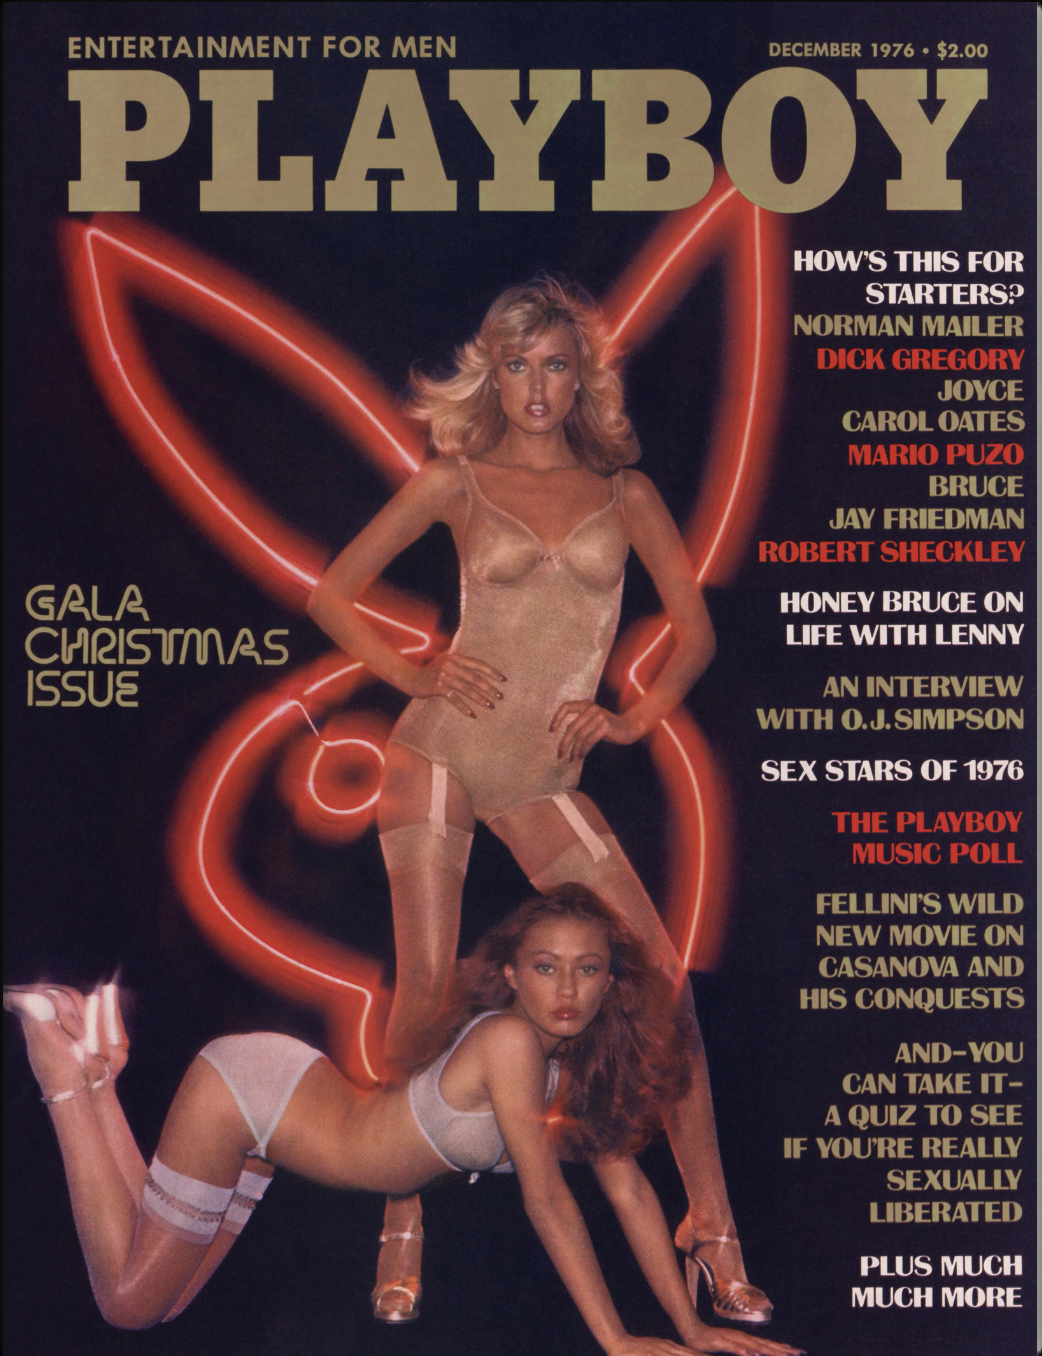 ENTERTAINMENT FOR MEN
DECEMBER 1976 • $2.00
PLAYBOY
HOW'S THIS FOR
STARTERS?
NORMAN MAILER
DICK GREGORY
JOYCE
CAROL OATES
MARIO PUZO
BRUCE
JAY FRIEDMAN
ROBERT SHECKLEY
HONEY BRUCE ON
LIFE WITH LENNY
AN INTERVIEW
WITH O.J. SIMPSON
SEX STARS OF 1976
THE PLAYBOY
MUSIC POLL
FELLINI'S WILD
NEW MOVIE ON
CASANOVA AND
HIS CONQUESTS
AND–YOU
CAN TAKE IT–
A QUIZ TO SEE
IF YOU'RE REALLY
SEXUALLY
LIBERATED
PLUS MUCH
MUCH MORE
GALA
CHRISTMAS
ISSUE